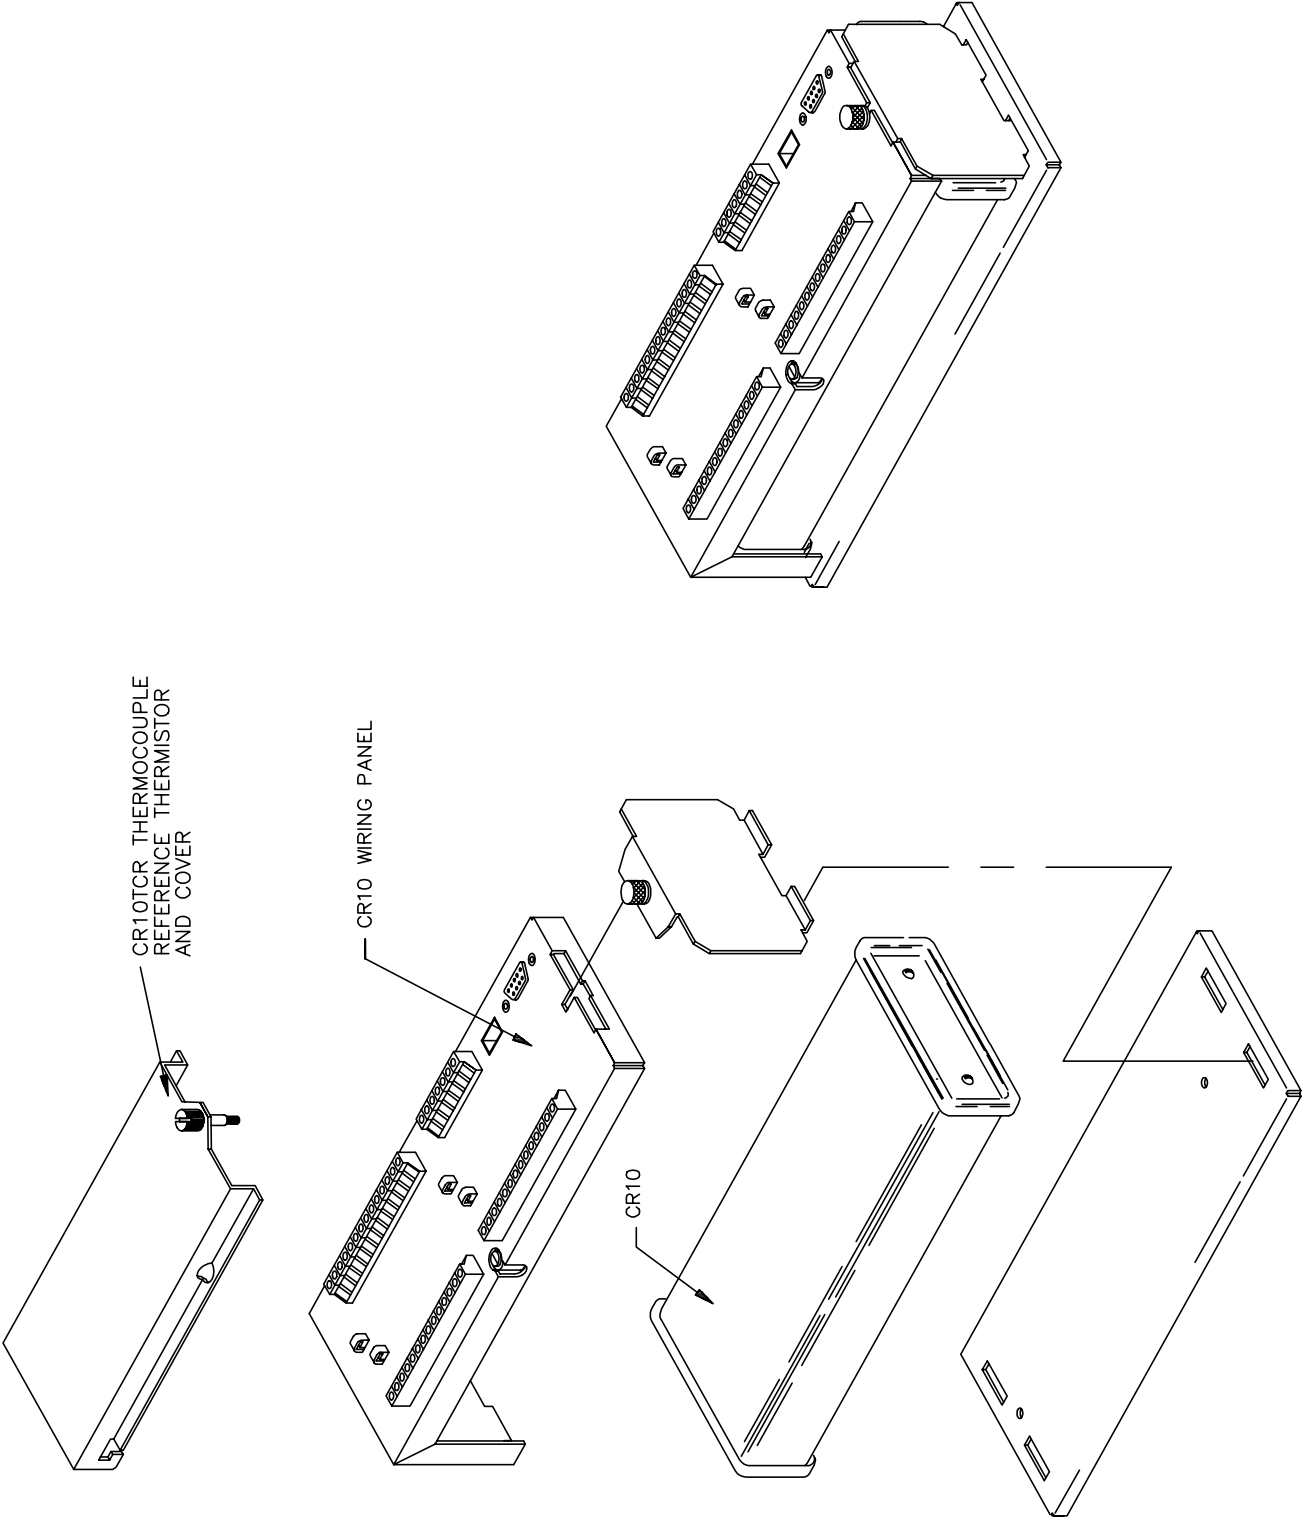 CR10TCR THERMOCOUPLE
REFERENCE THERMISTOR
AND COVER
CR10 WIRING PANEL
CR10